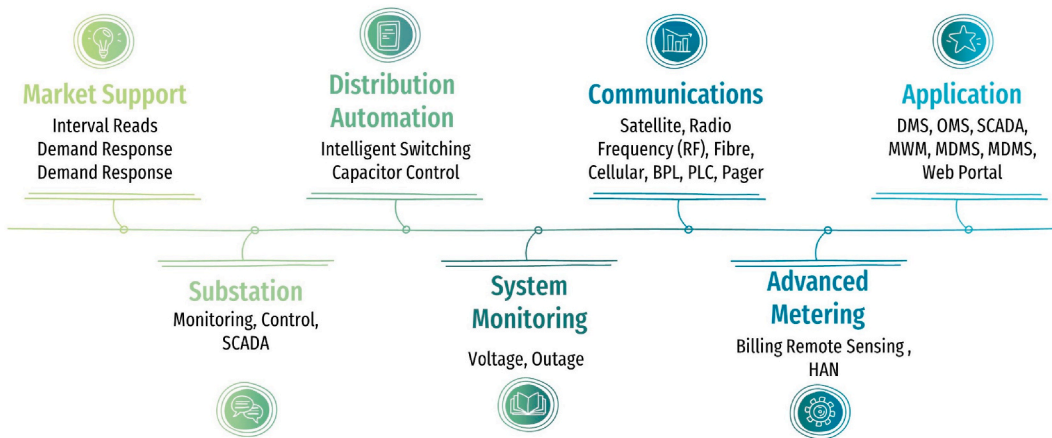 Market Support
Interval Reads
Demand Response
Demand Response
Distribution
Automation
Intelligent Switching
Capacitor Control
Communications
Satellite, Radio
Frequency (RF), Fibre,
Cellular, BPL, PLC, Pager
Application
DMS, OMS, SCADA,
MWM, MDMS, MDMS,
Web Portal
Substation
Monitoring, Control,
SCADA
System
Monitoring
Voltage, Outage
Advanced
Metering
Billing Remote Sensing ,
HAN